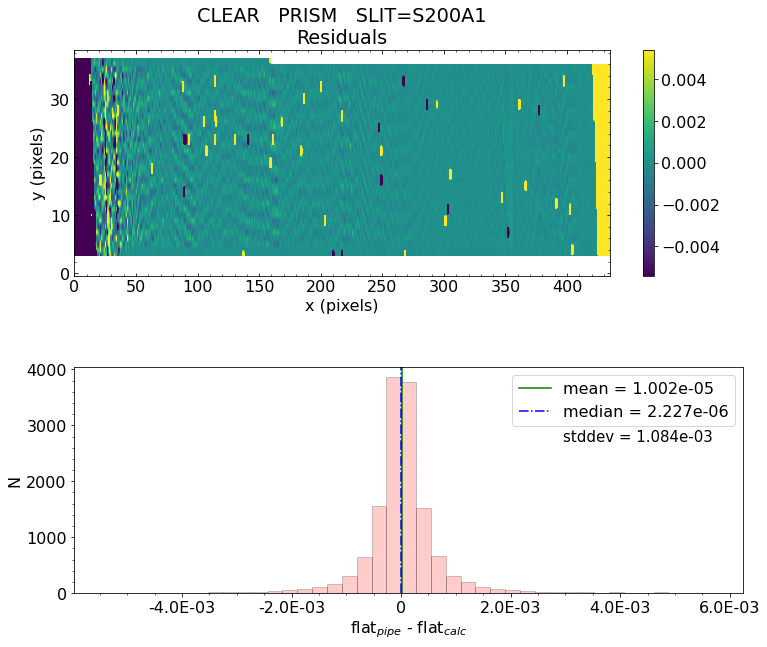 CLEAR PRISM SLIT=S200A1
Residuals
y (pixels)
30
20
10
0
0 50 100 150 200 250 300 350 400
x (pixels)
0.004
0.002
0.000
−0.002
−0.004
N
4000
3000
2000
1000
0
mean = 1.002e-05
median = 2.227e-06
stddev = 1.084e-03
-4.0E-03 -2.0E-03 0 2.0E-03 4.0E-03 6.0E-03
flat_pipe - flat_calc